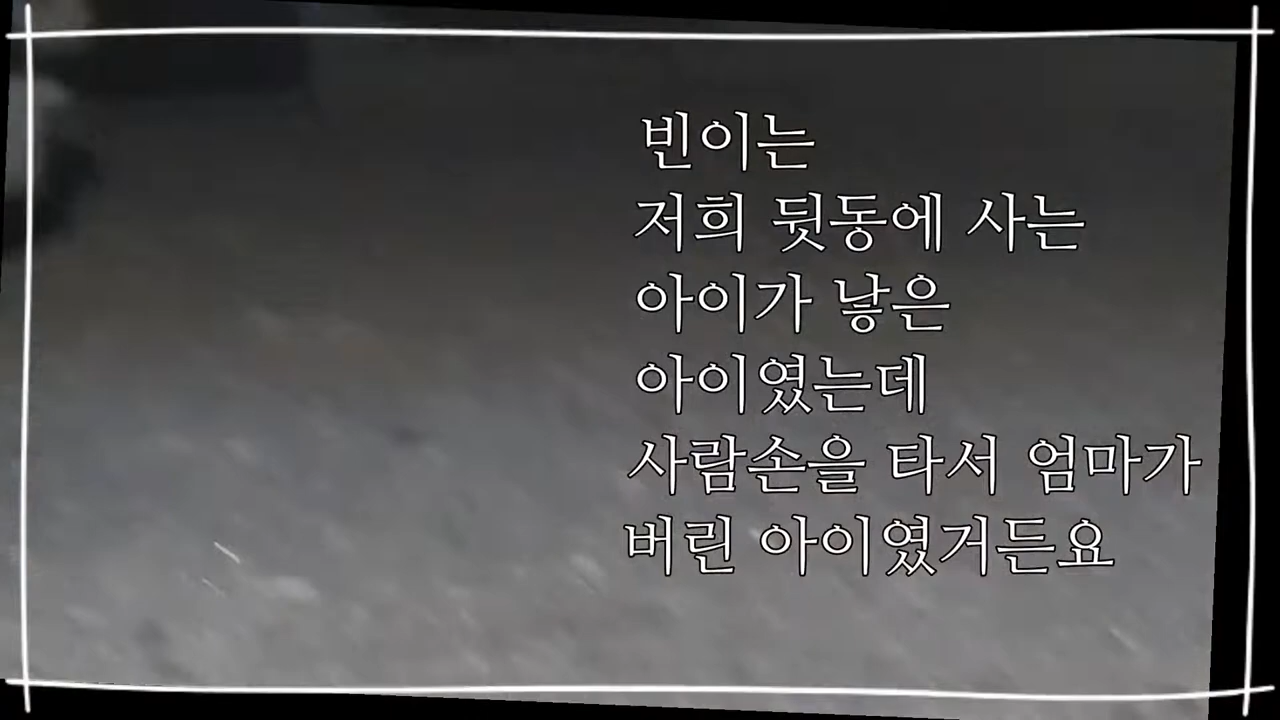 빈이는
저희 뒷동에 사는
아이가 낳은
아이였는데
사람손을 타서 엄마가
버린 아이였거든요